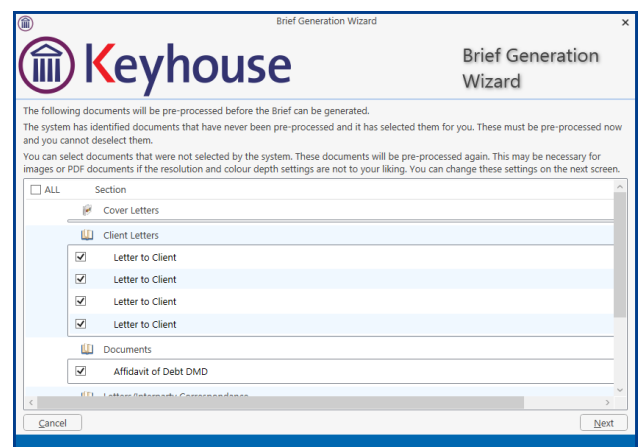 Brief Generation Wizard
Keyhouse
Brief Generation
Wizard
The following documents will be pre-processed before the Brief can be generated.
The system has identified documents that have never been pre-processed and it has selected them for you. These must be pre-processed now
and you cannot deselect them.
You can select documents that were not selected by the system. These documents will be pre-processed again. This may be necessary for
images or PDF documents if the resolution and colour depth settings are not to your liking. You can change these settings on the next screen.
ALL Section
Cover Letters
Client Letters
Letter to Client
Letter to Client
Letter to Client
Letter to Client
Documents
Affidavit of Debt DMD
Letters/Interparty Correspondence
Cancel Next